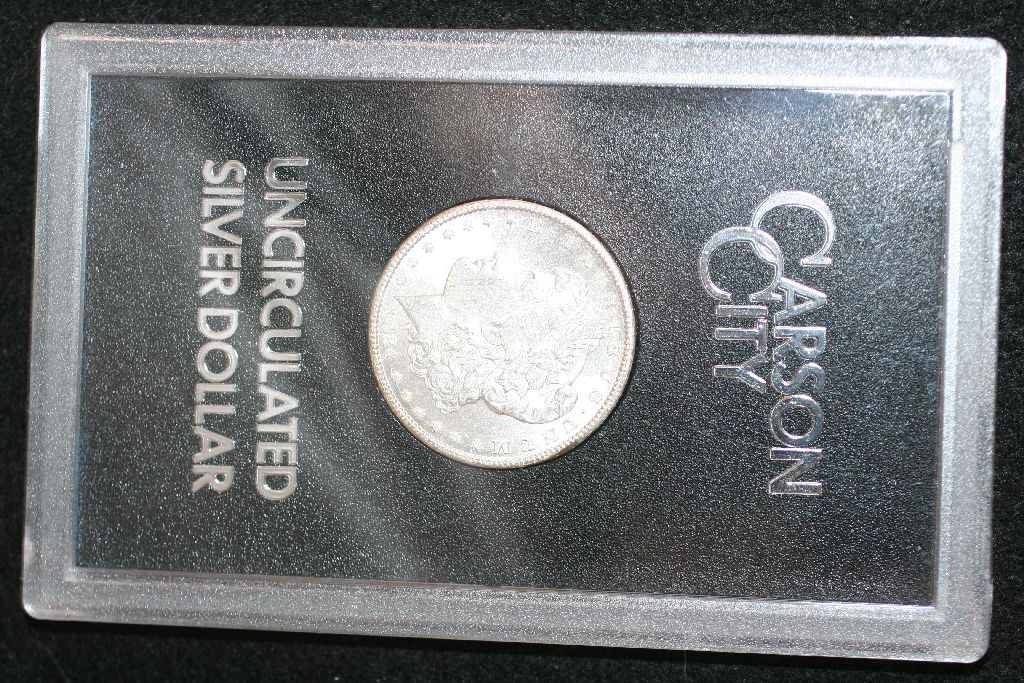 CARSON
CITY
UNCIRCULATED
SILVER DOLLAR